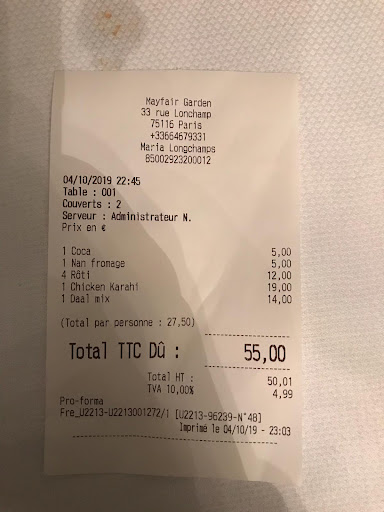 Mayfair Garden
33 rue Lonchamp
75116 Paris
+33664679331
Maria Longchamps
85002923200012
04/10/2019 22:45
Table : 001
Couverts : 2
Serveur : Administrateur N.
Prix en €
1 Coca 5,00
1 Nan fromage 5,00
4 Rôti 12,00
1 Chicken Karahi 19,00
1 Daal mix 14,00
(Total par personne : 27,50)
Total TTC Dû : 55,00
Total HT : 50,01
TVA 10,00% 4,99
Pro-forma
Fre_U2213-U2213001272/1 [U2213-96239-N°48]
Imprimé le 04/10/19 - 23:03